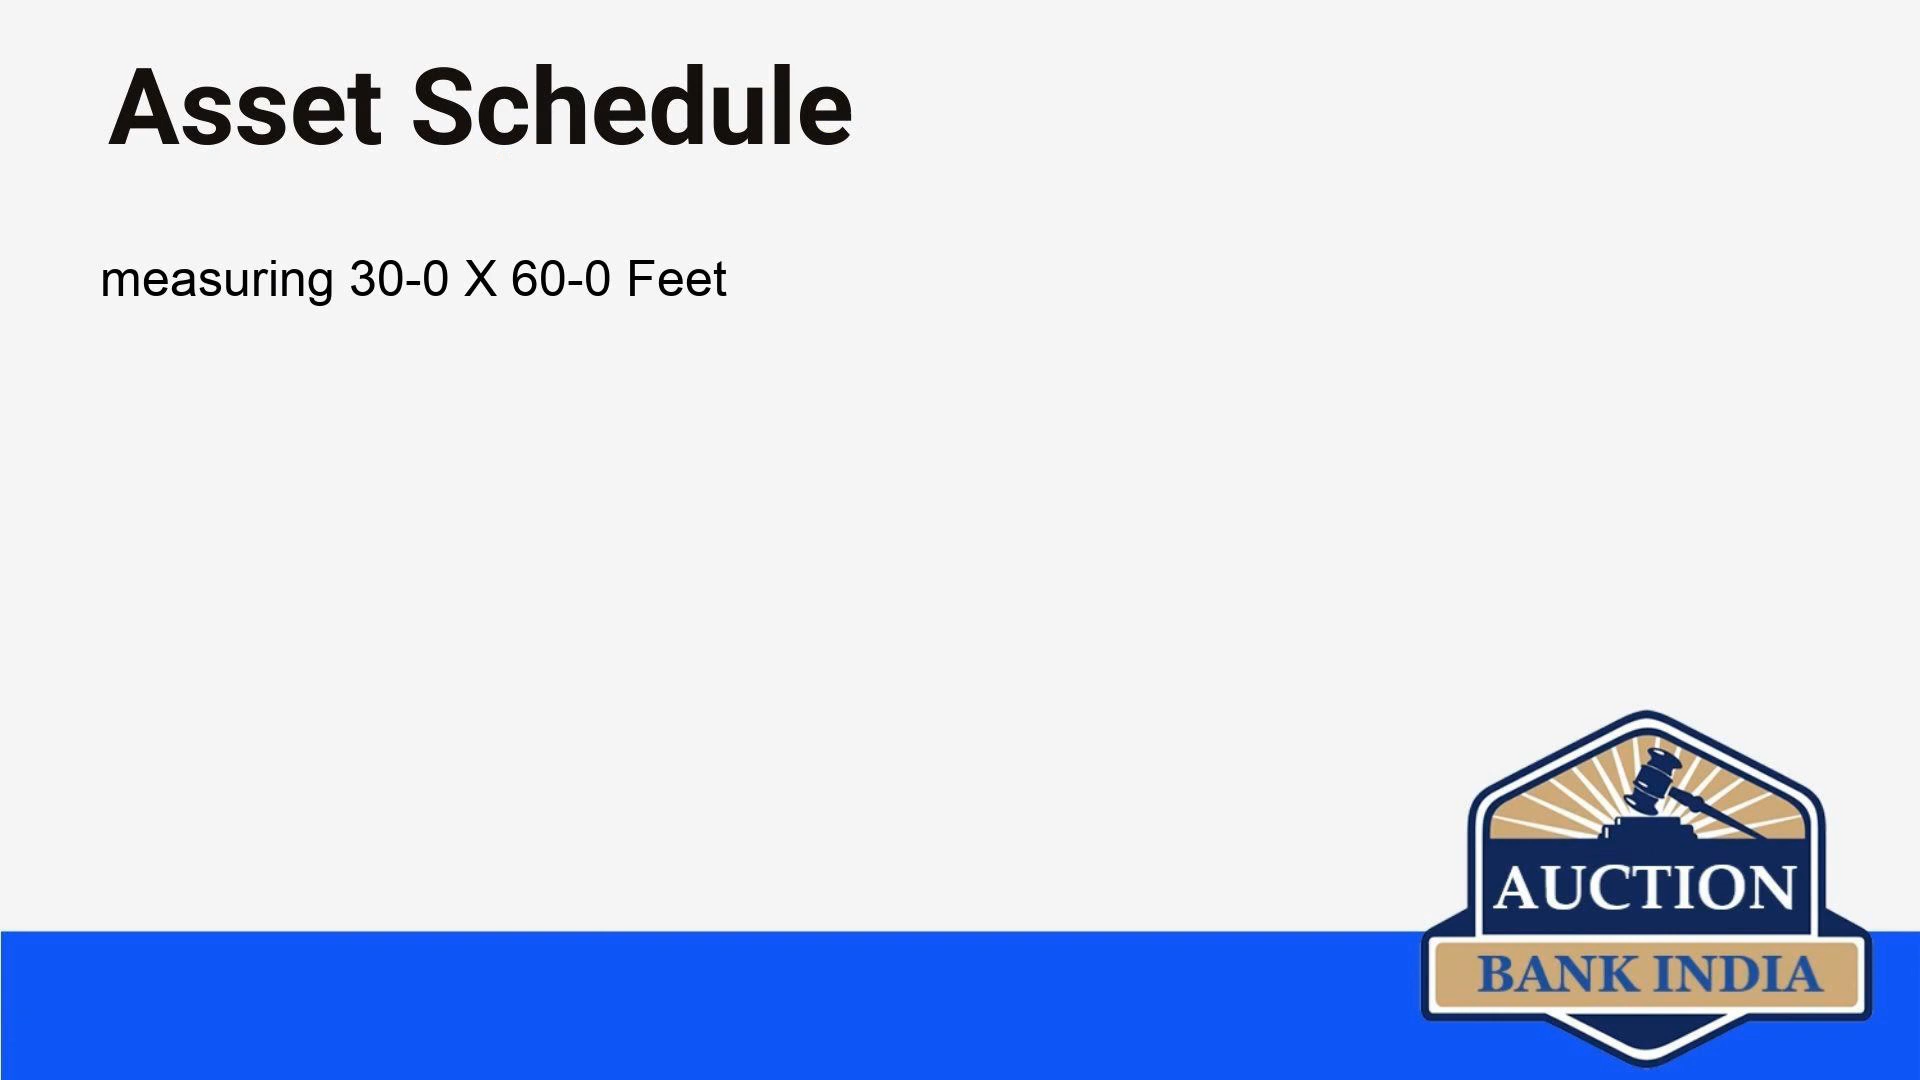 Asset Schedule
measuring 30-0 X 60-0 Feet
AUCTION
BANK INDIA